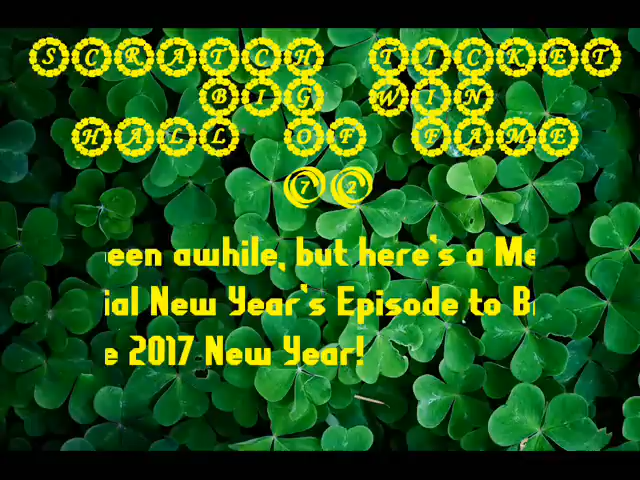 SCRATCH TICKET
BIG WIN
HALL OF FAME
72
een awhile, but here's a Me
ial New Year's Episode to B
e 2017 New Year!